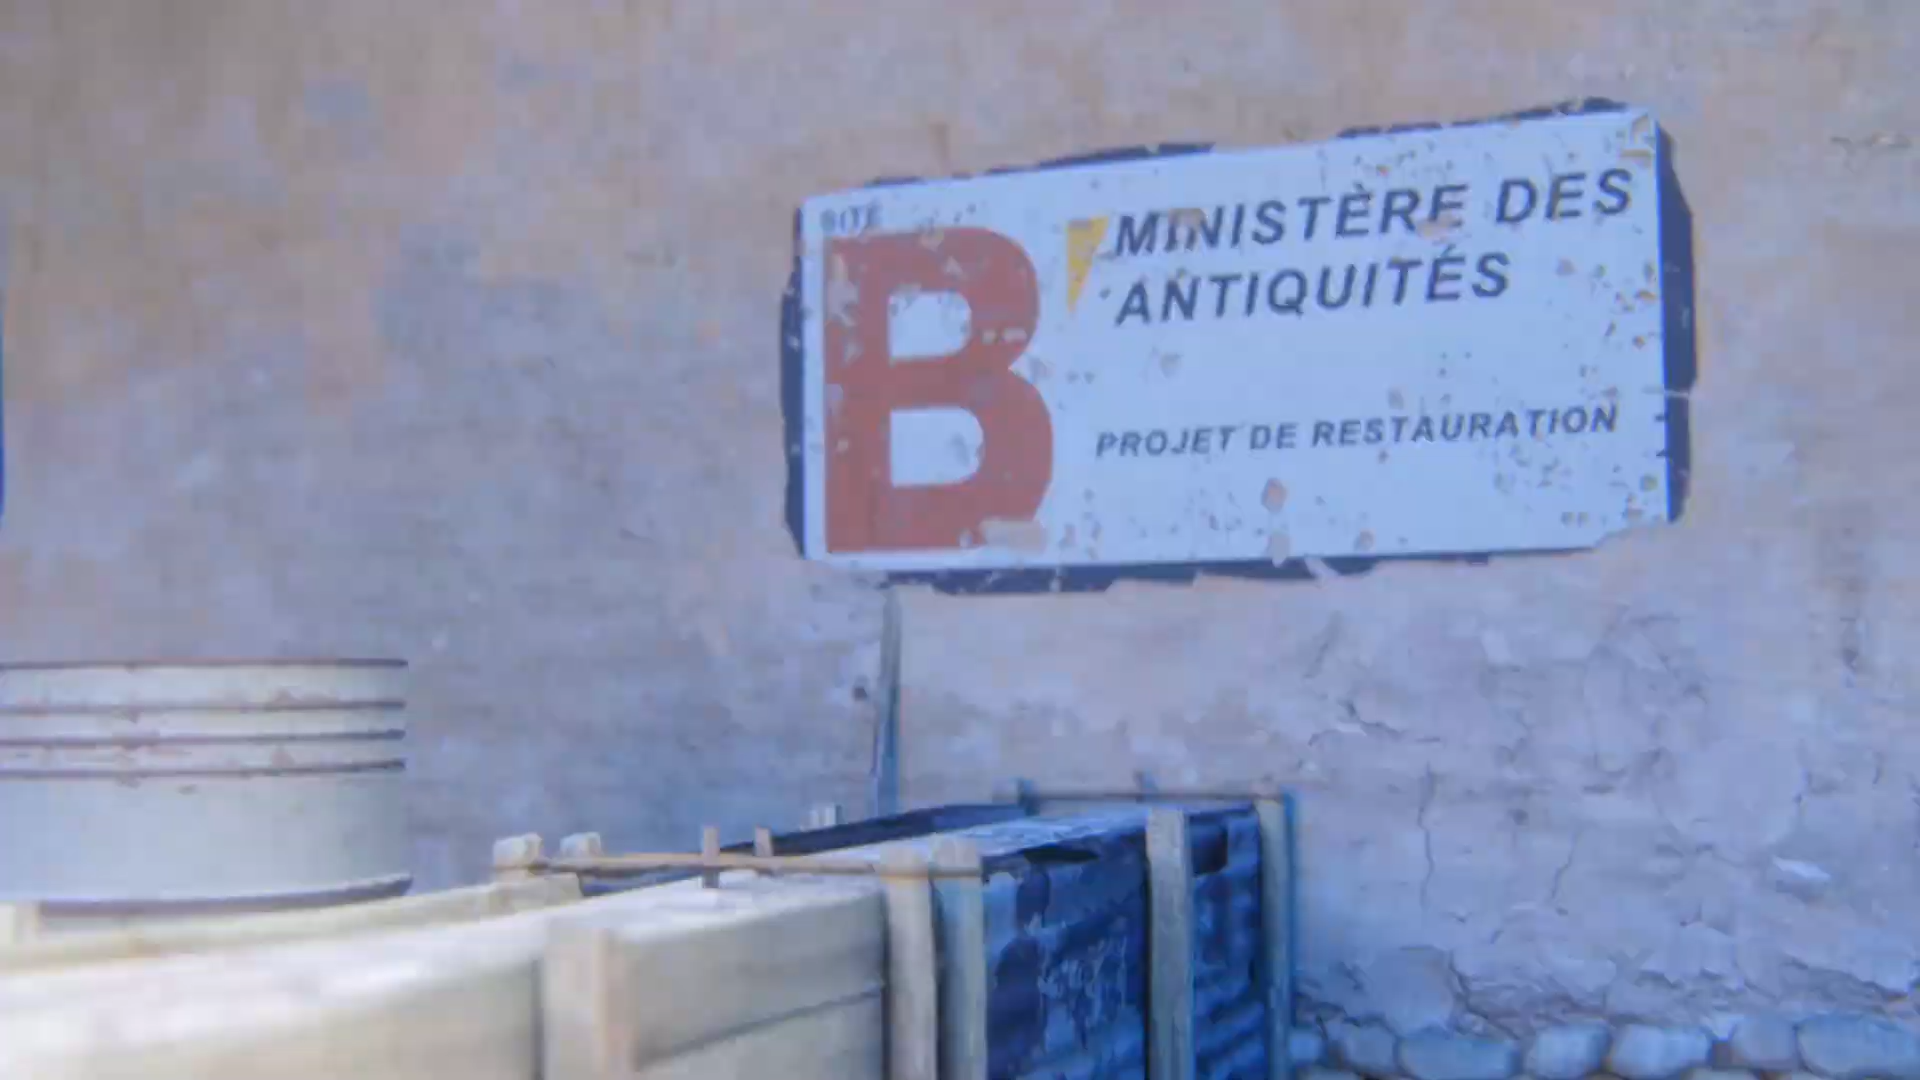 SITE
B
MINISTÈRE DES
ANTIQUITÉS
PROJET DE RESTAURATION